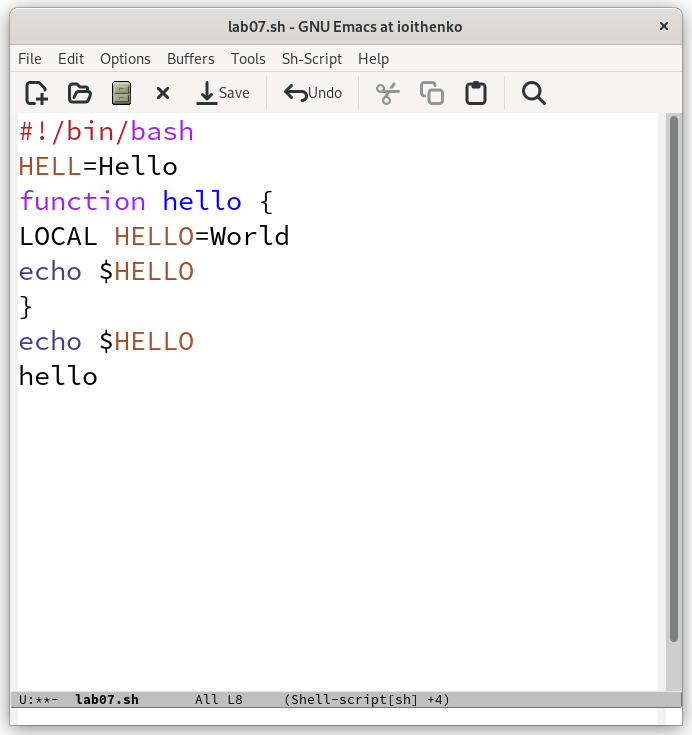 lab07.sh - GNU Emacs at ioithenko
File Edit Options Buffers Tools Sh-Script Help
Save Undo
#!/bin/bash
HELL=Hello
function hello {
LOCAL HELLO=World
echo $HELLO
}
echo $HELLO
hello
U:**- lab07.sh All L8 (Shell-script[sh] +4)